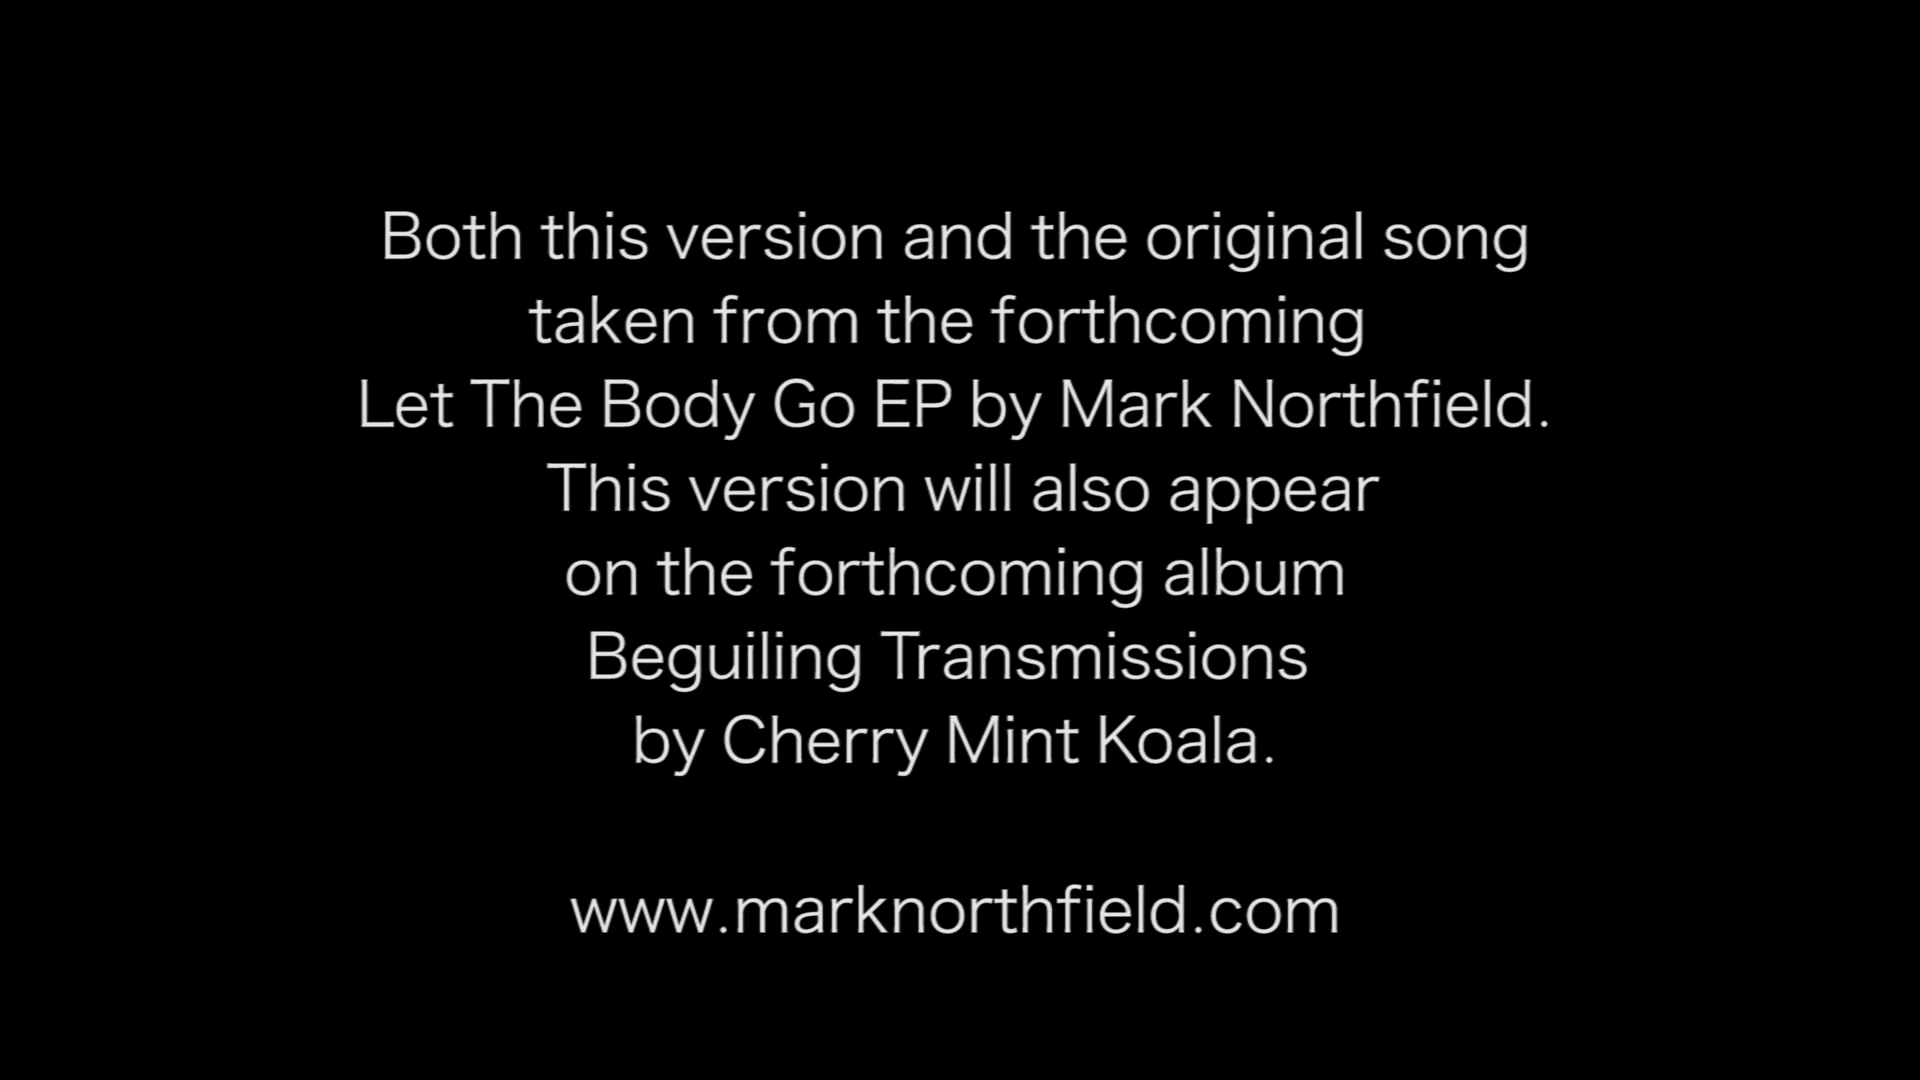 Both this version and the original song
taken from the forthcoming
Let The Body Go EP by Mark Northfield.
This version will also appear
on the forthcoming album
Beguiling Transmissions
by Cherry Mint Koala.
www.marknorthfield.com